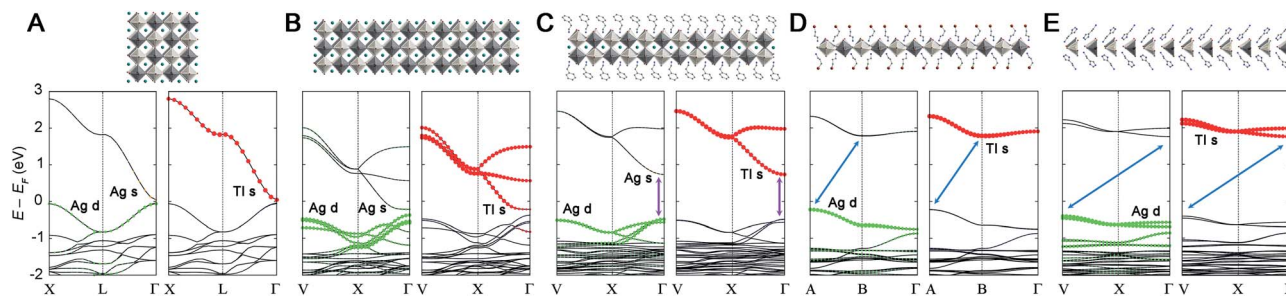 A B C D E
3
2
1
0
-1
-2
E − E_F (eV)
Ag d Ag s
Tl s
X L Γ X L Γ
Ag d Ag s
Tl s
V X Γ V X Γ
Ag s
Ag d
Tl s
V X Γ V X Γ
Ag d
Tl s
A B Γ A B Γ
Ag d
Tl s
V X Γ V X Γ